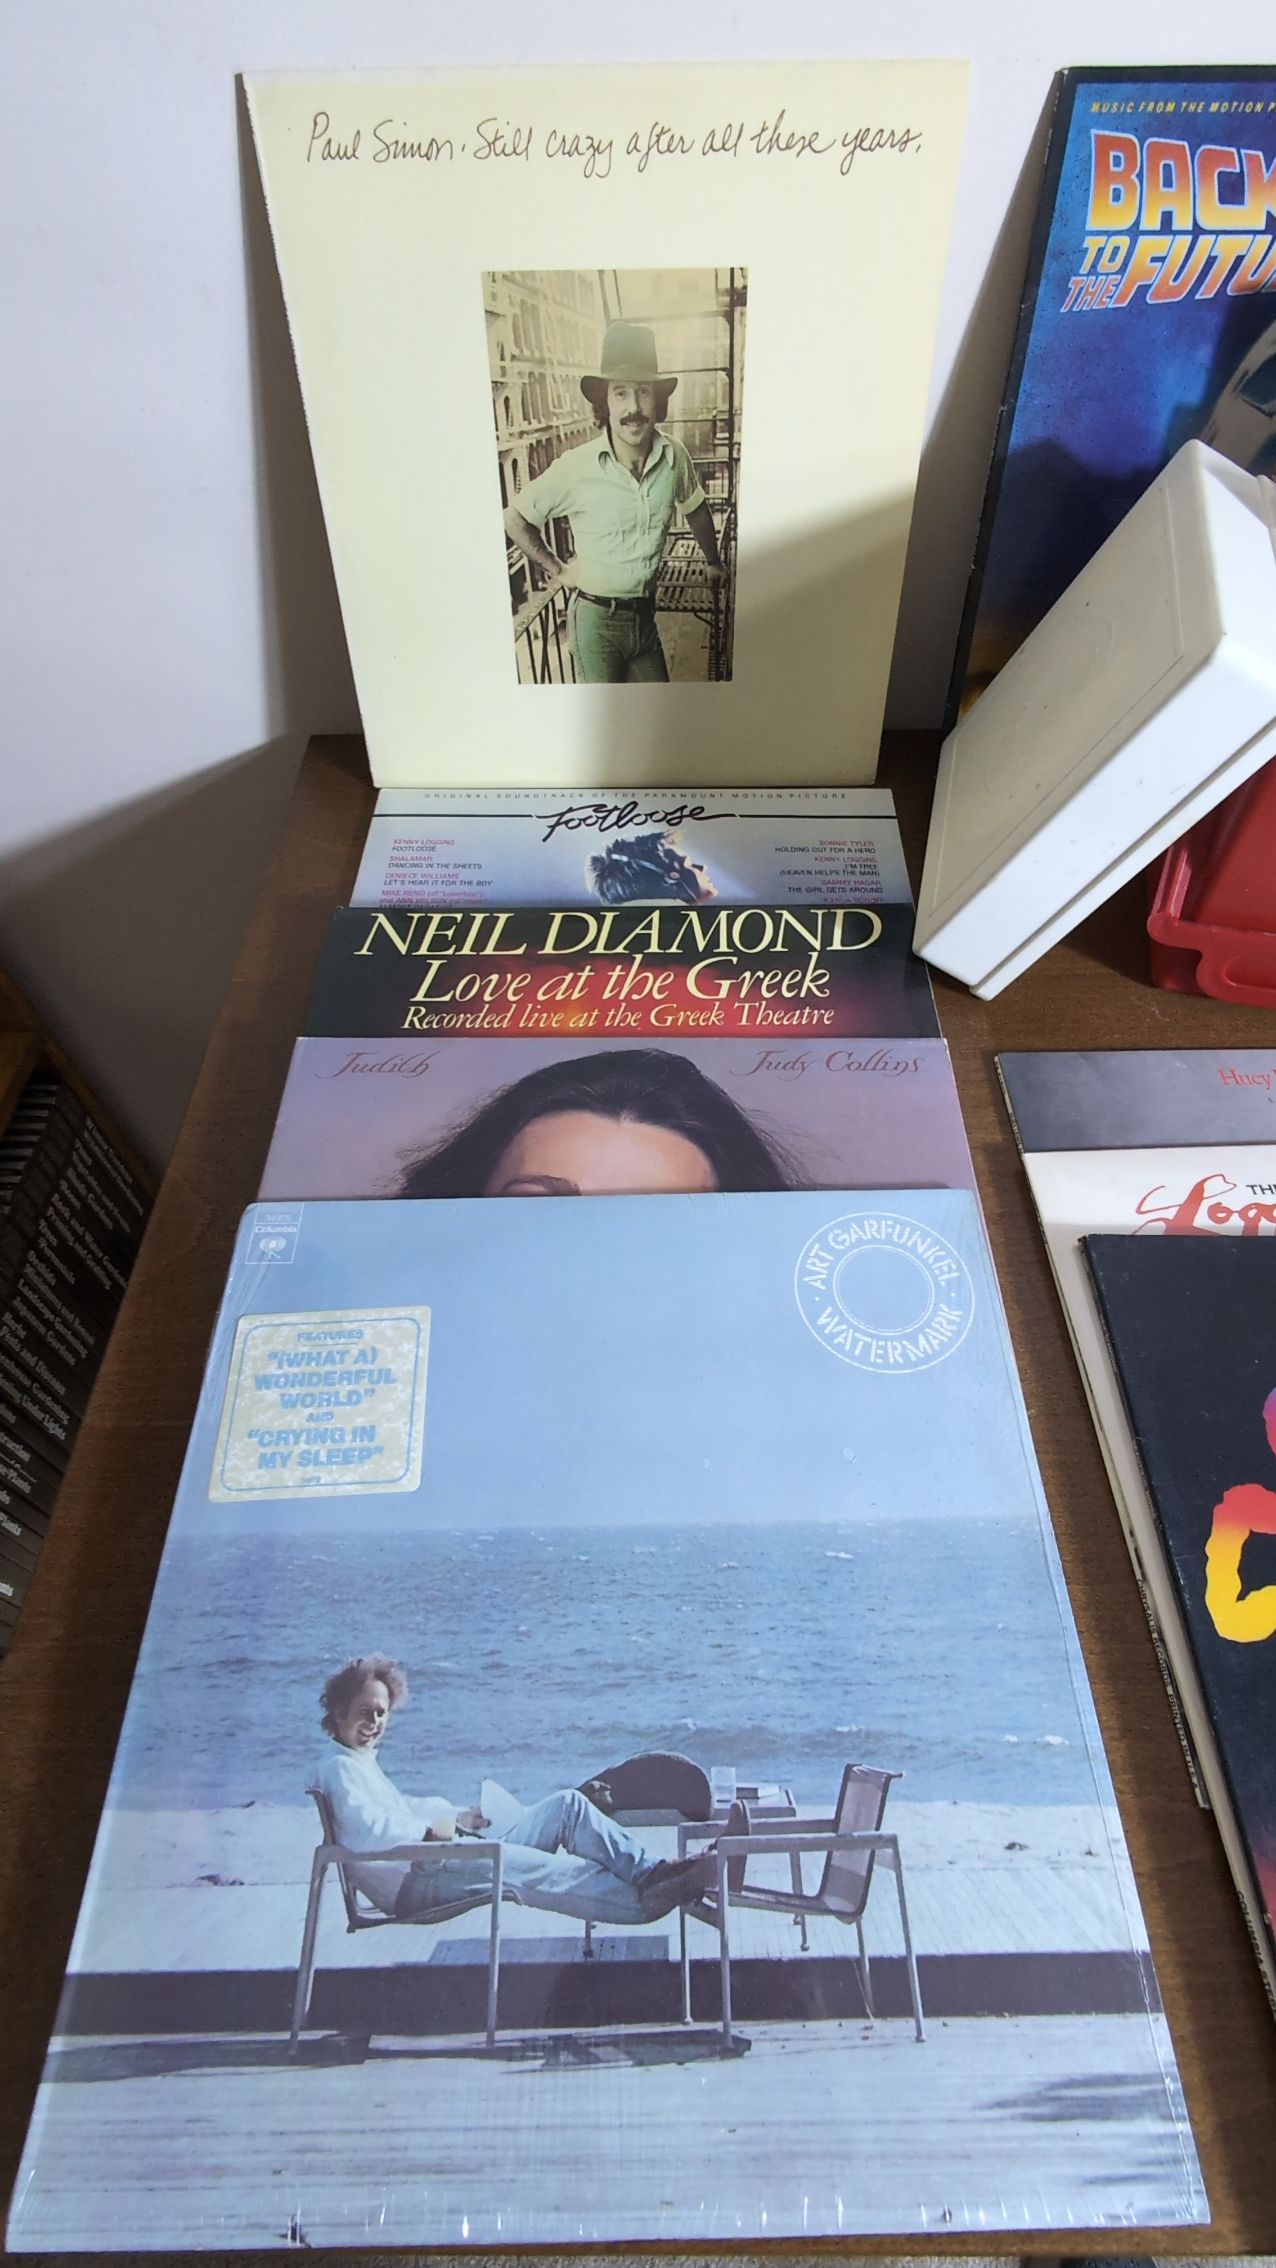 Paul Simon. Still crazy after all these years.
MUSIC FROM THE MOTION P
BACK
TO THE FUTU
ORIGINAL SOUNDTRACK OF THE PARAMOUNT MOTION PICTURE
Footloose
KENNY LOGGINS
FOOTLOOSE
SHALAMAR
DANCING IN THE SHEETS
DENIECE WILLIAMS
LET'S HEAR IT FOR THE BOY
BONNIE TYLER
HOLDING OUT FOR A HERO
KENNY LOGGINS
I'M FREE
(HEAVEN HELPS THE MAN)
SAMMY HAGAR
THE GIRL GETS AROUND
NEIL DIAMOND
Love at the Greek
Recorded live at the Greek Theatre
Judith
Judy Collins
Huey
TH
Logg
Columbia
ART GARFUNKEL
WATERMARK
FEATURES
"(WHAT A)
WONDERFUL
WORLD"
AND
"CRYING IN
MY SLEEP"